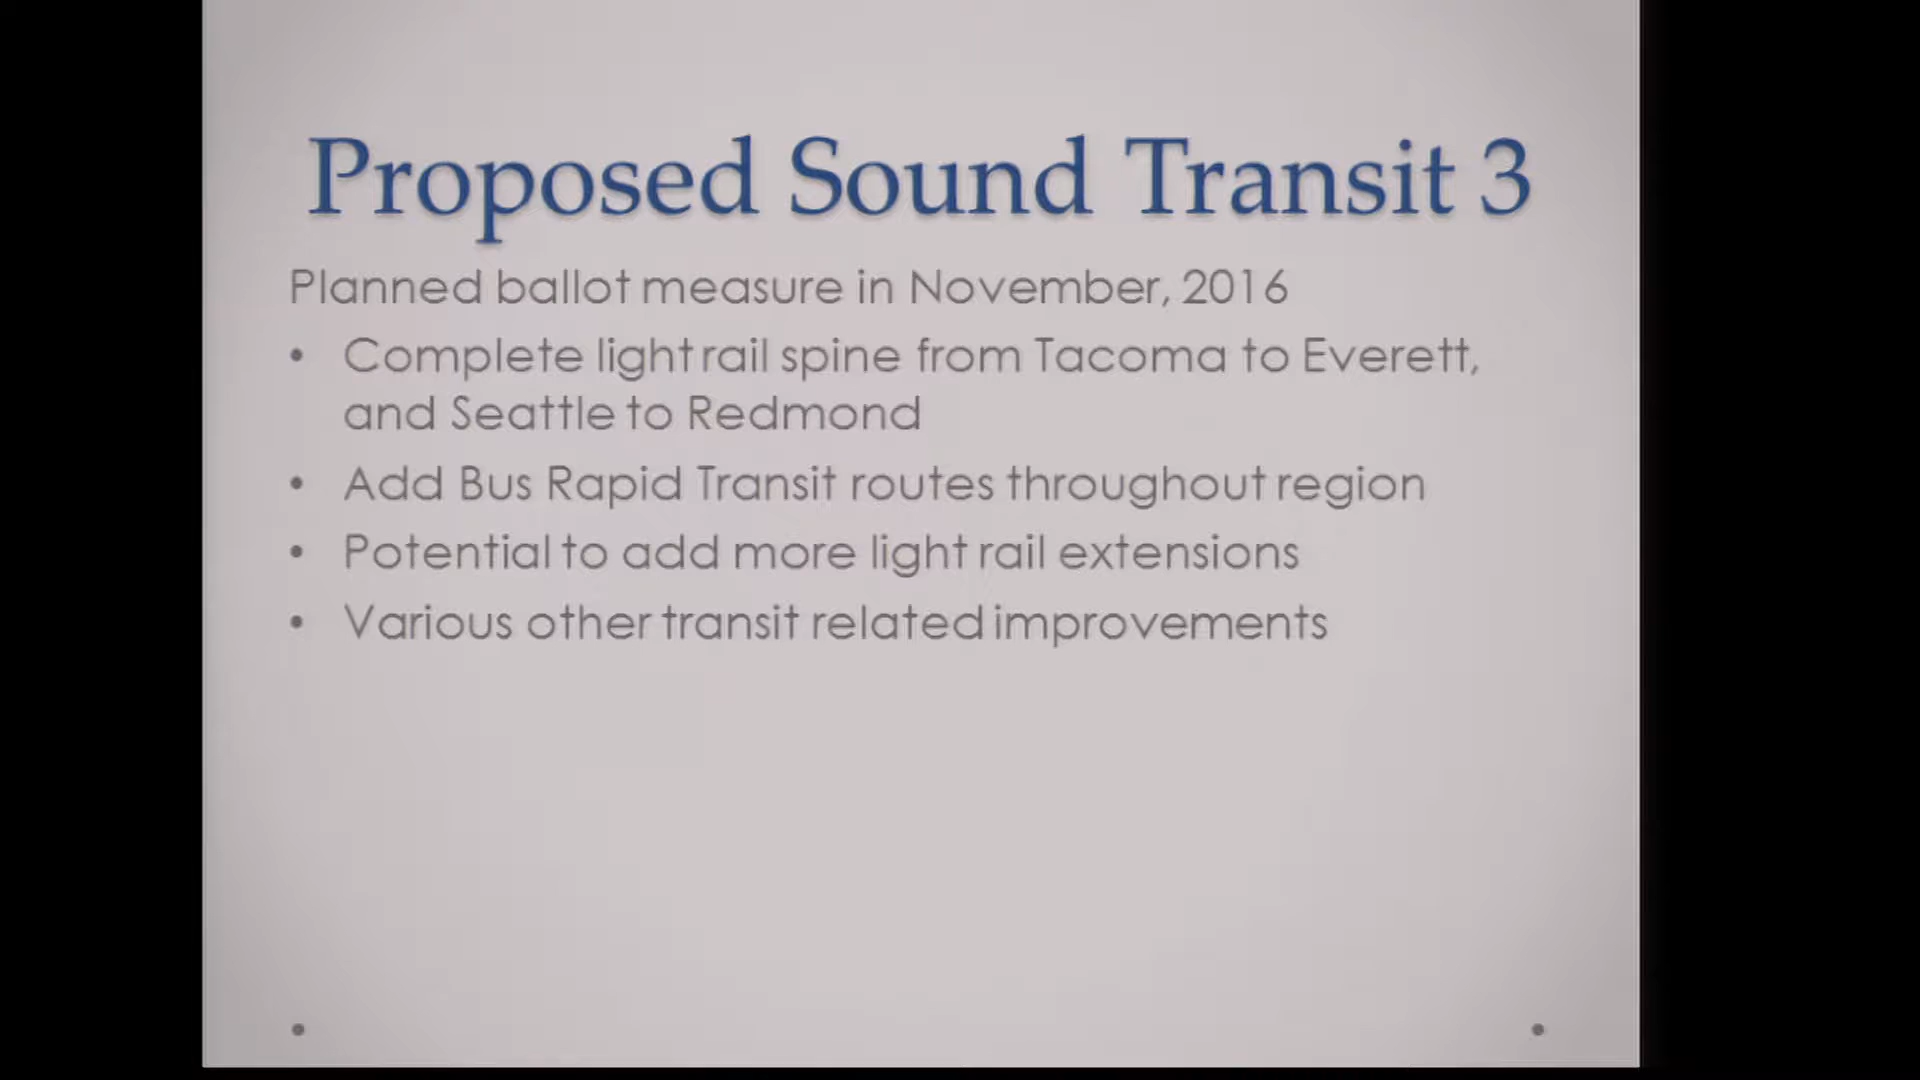 Proposed Sound Transit 3
Planned ballot measure in November, 2016
• Complete light rail spine from Tacoma to Everett,
and Seattle to Redmond
• Add Bus Rapid Transit routes throughout region
• Potential to add more light rail extensions
• Various other transit related improvements